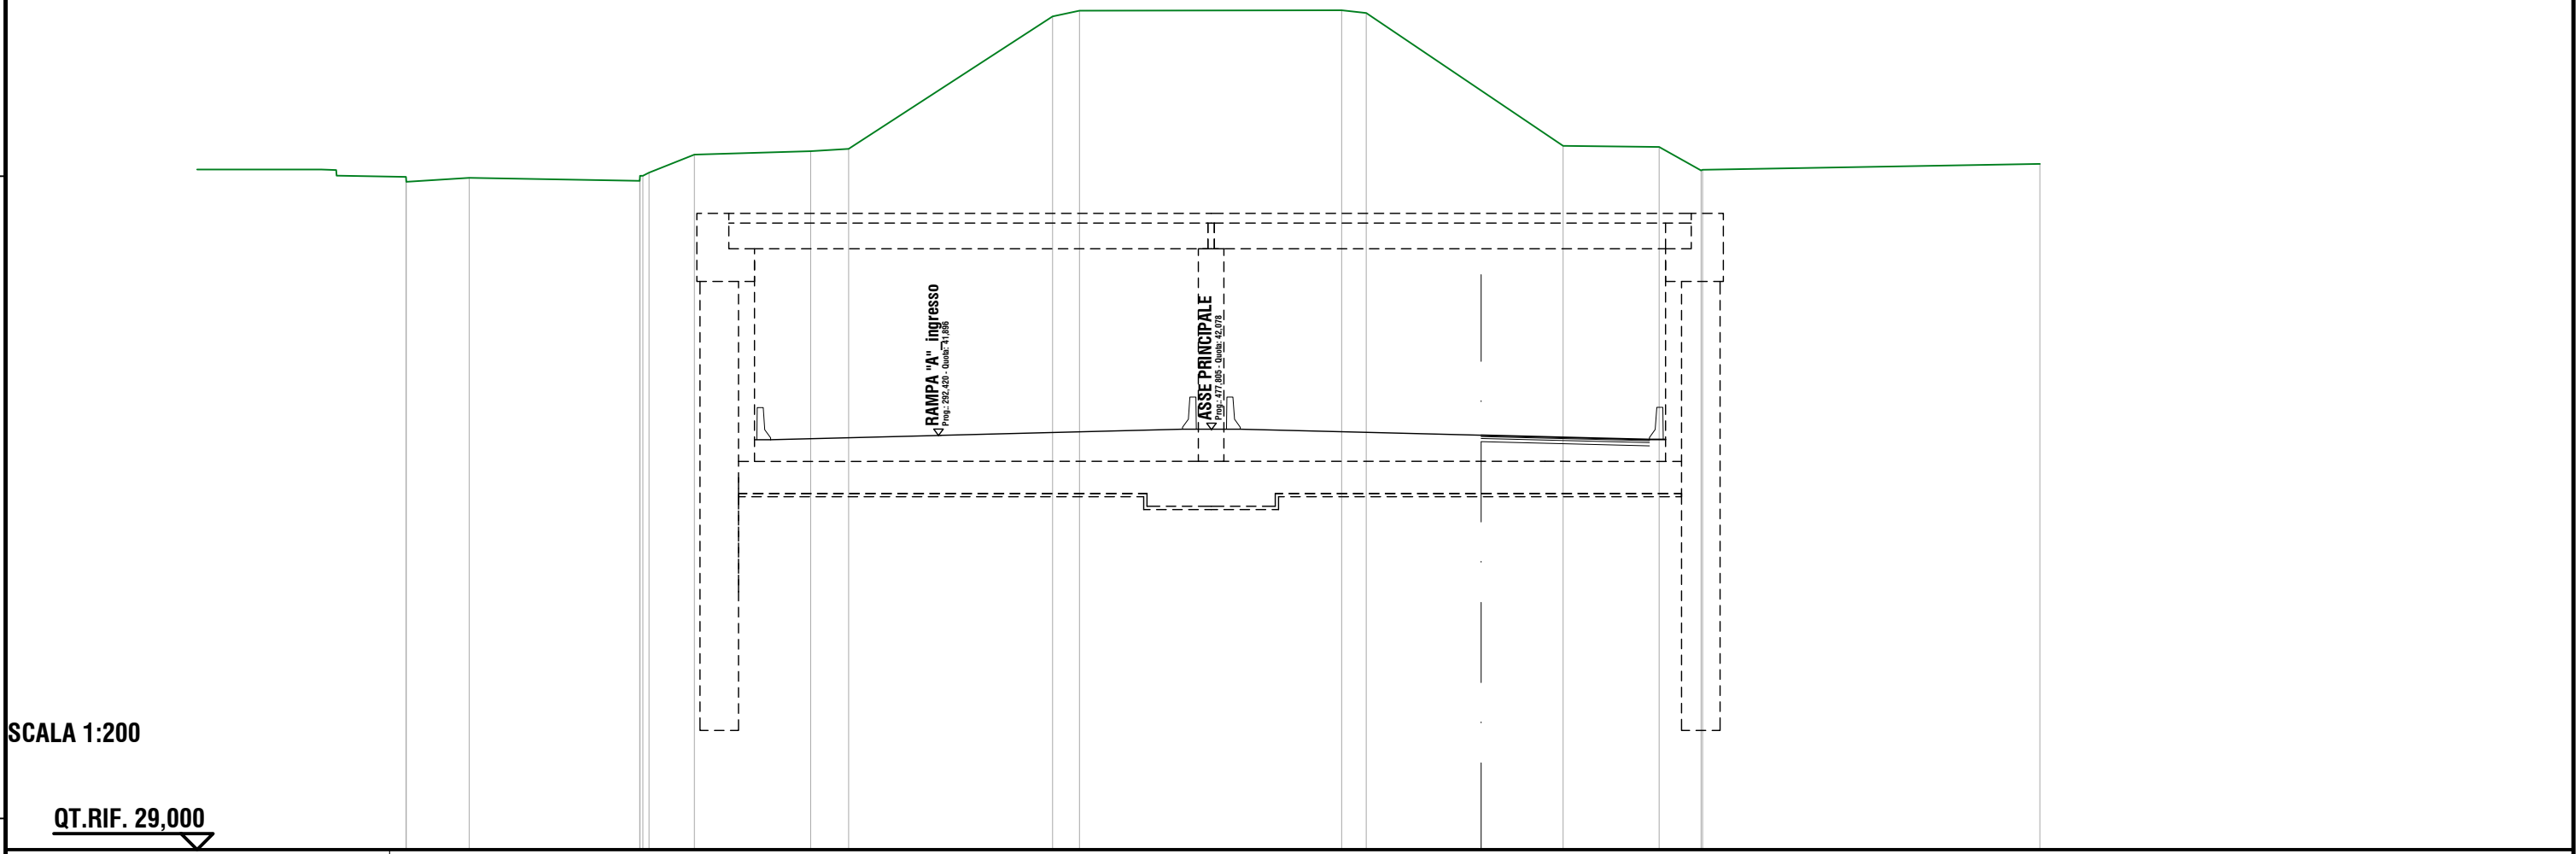 RAMPA "A"_ingresso
Prog.: 292,420 - Quota: 41,896
ASSE PRINCIPALE
Prog.: 477,805 - Quota: 42,078
SCALA 1:200
QT.RIF. 29,000